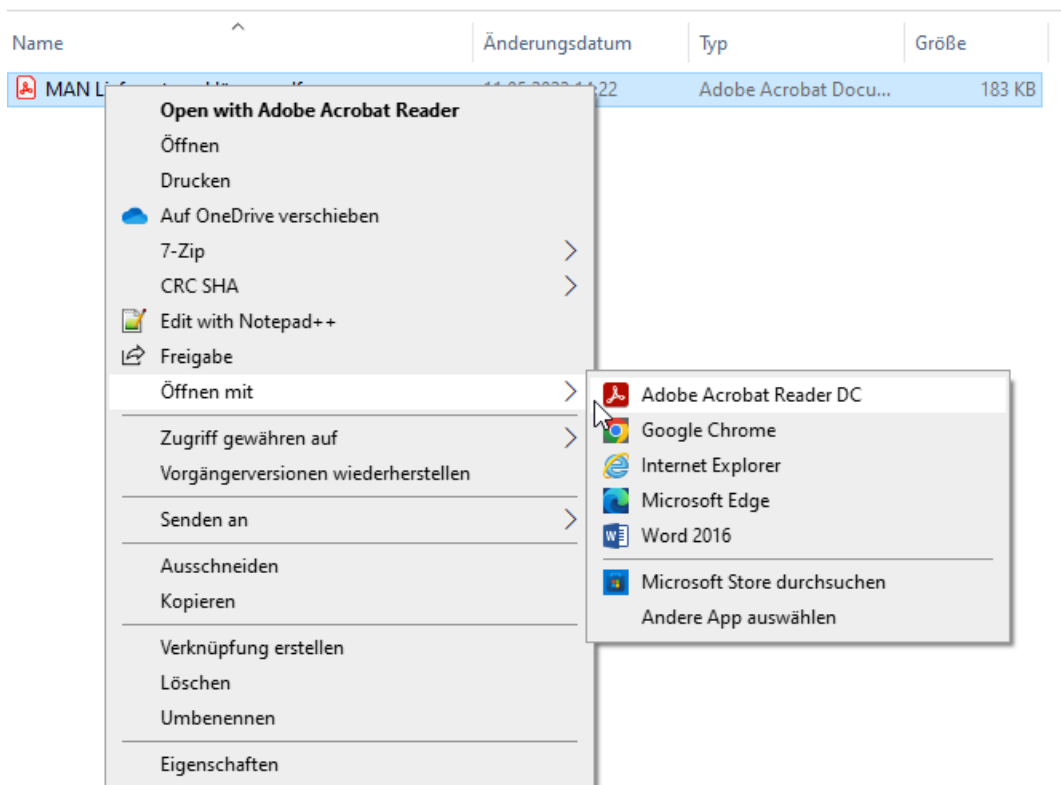 Name Änderungsdatum Typ Größe
MAN 14:22 Adobe Acrobat Docu... 183 KB
Open with Adobe Acrobat Reader
Öffnen
Drucken
Auf OneDrive verschieben
7-Zip
CRC SHA
Edit with Notepad++
Freigabe
Öffnen mit
Zugriff gewähren auf
Vorgängerversionen wiederherstellen
Senden an
Ausschneiden
Kopieren
Verknüpfung erstellen
Löschen
Umbenennen
Eigenschaften
Adobe Acrobat Reader DC
Google Chrome
Internet Explorer
Microsoft Edge
Word 2016
Microsoft Store durchsuchen
Andere App auswählen